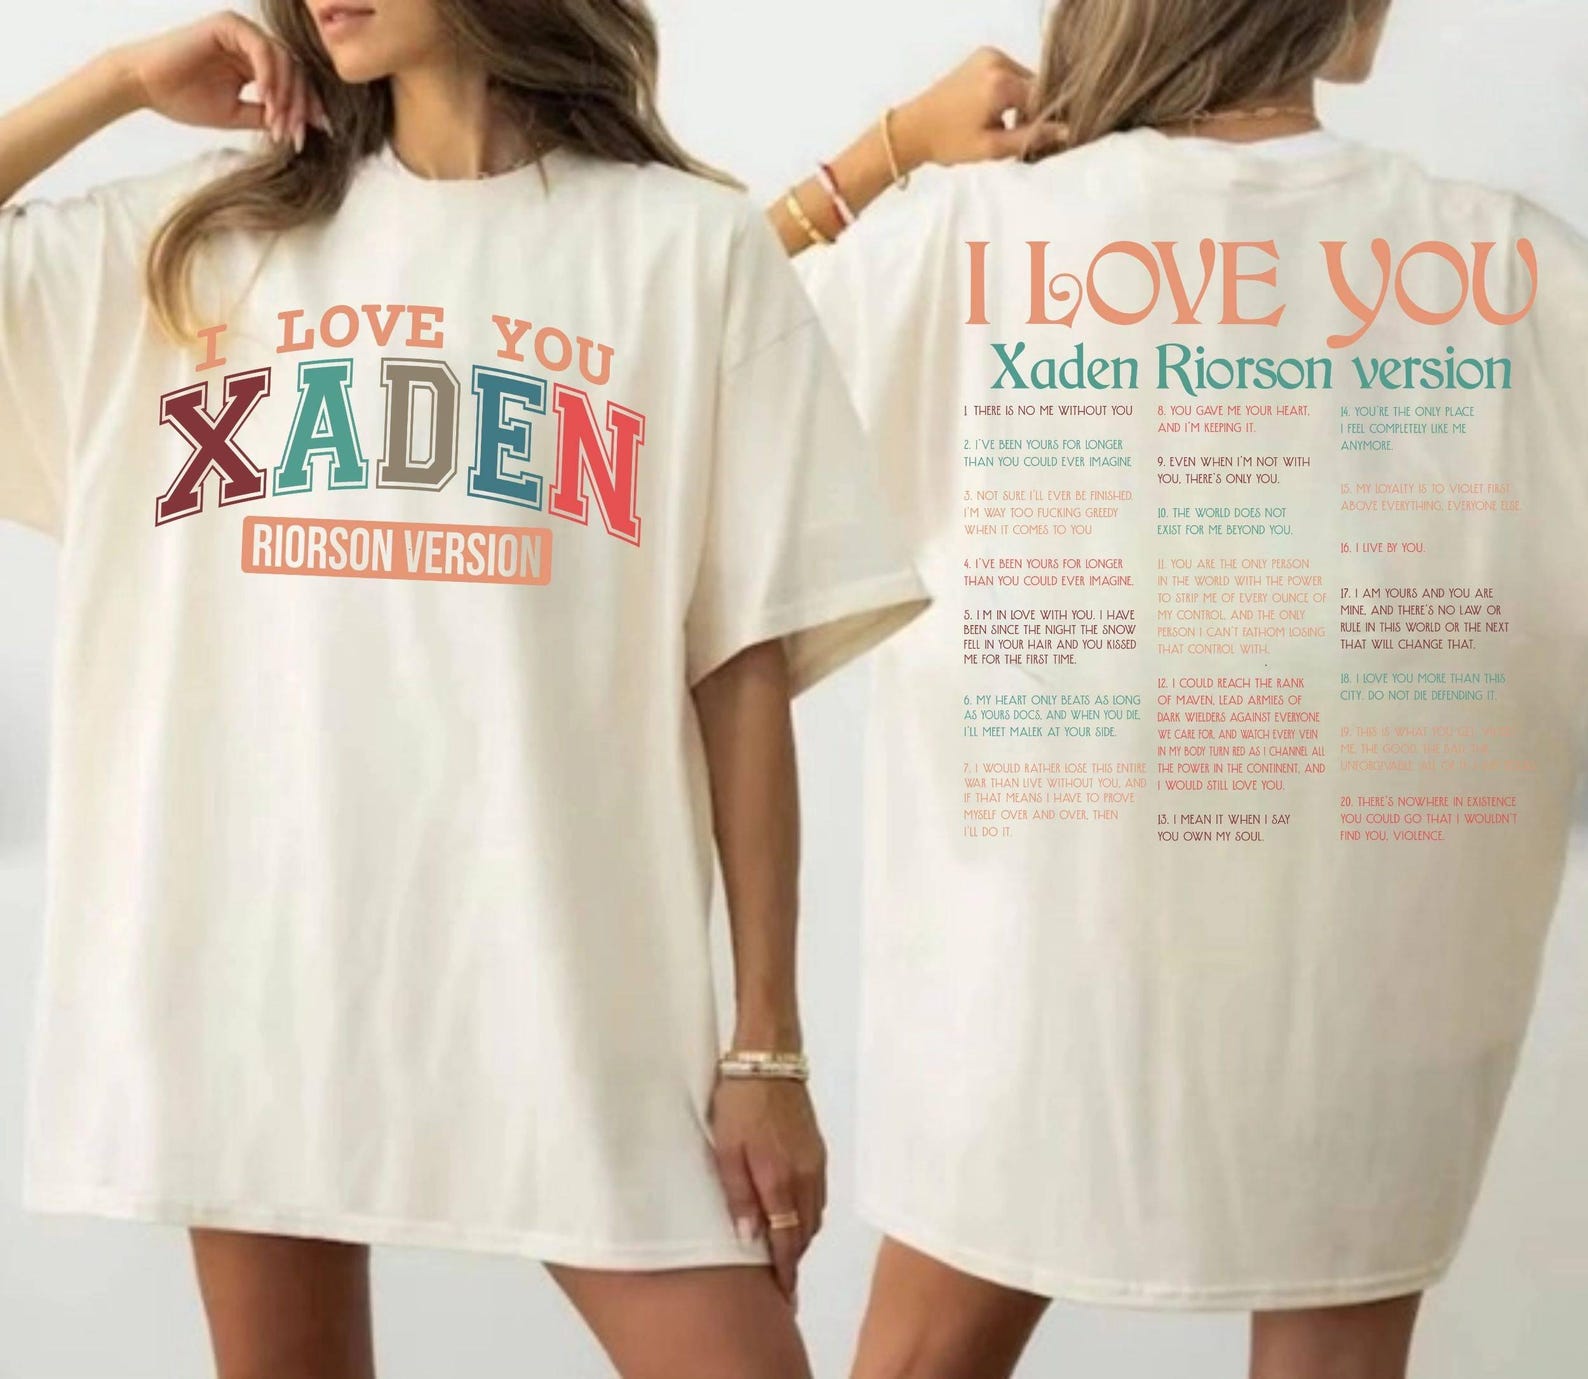 I LOVE YOU
XADEN
RIORSON VERSION
I LOVE YOU
Xaden Riorson version
1. THERE IS NO ME WITHOUT YOU
2. I'VE BEEN YOURS FOR LONGER
THAN YOU COULD EVER IMAGINE
3. NOT SURE I'LL EVER BE FINISHED.
I'M WAY TOO FUCKING GREEDY
WHEN IT COMES TO YOU
4. I'VE BEEN YOURS FOR LONGER
THAN YOU COULD EVER IMAGINE.
5. I M IN LOVE WITH YOU. I HAVE
BEEN SINCE THE NIGHT THE SNOW
FELL IN YOUR HAIR AND YOU KISSED
ME FOR THE FIRST TIME.
6. MY HEART ONLY BEATS AS LONG
AS YOURS DOCS, AND WHEN YOU DIE,
I'LL MEET MALEK AT YOUR SIDE.
7. I WOULD RATHER LOSE THIS ENTIRE
WAR THAN LIVE WITHOUT YOU, AND
IF THAT MEANS I HAVE TO PROVE
MYSELF OVER AND OVER, THEN
I'LL DO IT.
8. YOU GAVE ME YOUR HEART,
AND I'M KEEPING IT.
9. EVEN WHEN I'M NOT WITH
YOU, THERE'S ONLY YOU.
10. THE WORLD DOES NOT
EXIST FOR ME BEYOND YOU.
11. YOU ARE THE ONLY PERSON
IN THE WORLD WITH THE POWER
TO STRIP ME OF EVERY OUNCE OF
MY CONTROL, AND THE ONLY
PERSON I CAN'T FATHOM LOSING
THAT CONTROL WITH.
12. I COULD REACH THE RANK
OF MAVEN, LEAD ARMIES OF
DARK WIELDERS AGAINST EVERYONE
WE CARE FOR, AND WATCH EVERY VEIN
IN MY BODY TURN RED AS I CHANNEL ALL
THE POWER IN THE CONTINENT, AND
I WOULD STILL LOVE YOU.
13. I MEAN IT WHEN I SAY
YOU OWN MY SOUL.
14. YOU'RE THE ONLY PLACE
I FEEL COMPLETELY LIKE ME
ANYMORE.
15. MY LOYALTY IS TO VIOLET FIRST
ABOVE EVERYTHING, EVERYONE ELSE.
16. I LIVE BY YOU.
17. I AM YOURS AND YOU ARE
MINE, AND THERE'S NO LAW OR
RULE IN THIS WORLD OR THE NEXT
THAT WILL CHANGE THAT.
18. I LOVE YOU MORE THAN THIS
CITY. DO NOT DIE DEFENDING IT.
19. THIS IS WHAT YOU GET,
ME, THE GOOD, THE BAD, THE
UNFORGIVABLE. ALL OF IT
20. THERE'S NOWHERE IN EXISTENCE
YOU COULD GO THAT I WOULDN'T
FIND YOU, VIOLENCE.